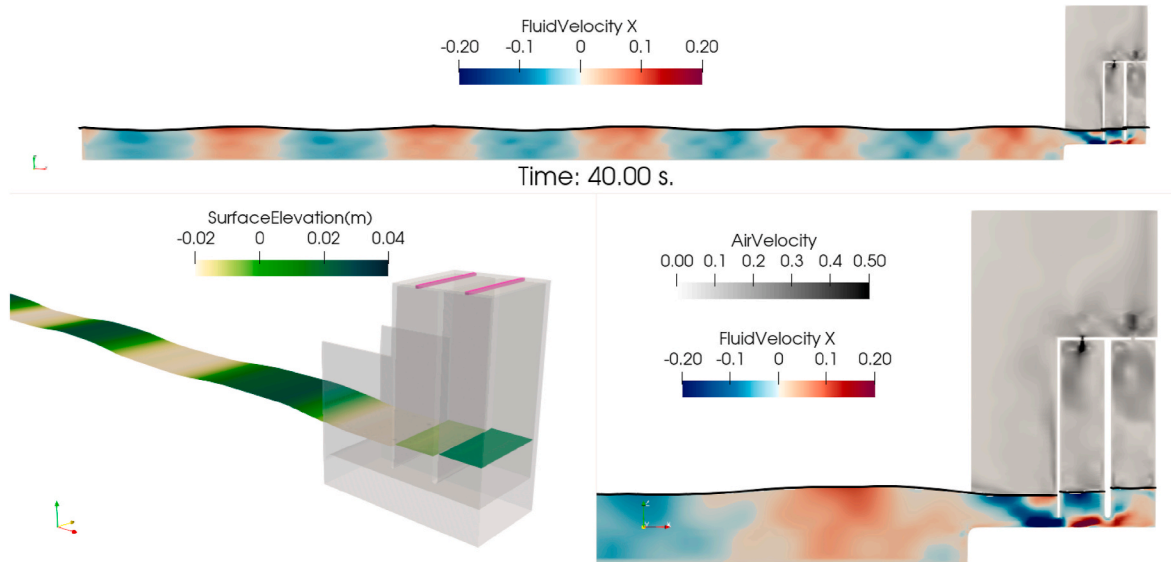 FluidVelocity X
-0.20 -0.1 0 0.1 0.20
Time: 40.00 s.
SurfaceElevation(m)
-0.02 0 0.02 0.04
AirVelocity
0.00 0.1 0.2 0.3 0.4 0.50
FluidVelocity X
-0.20 -0.1 0 0.1 0.20